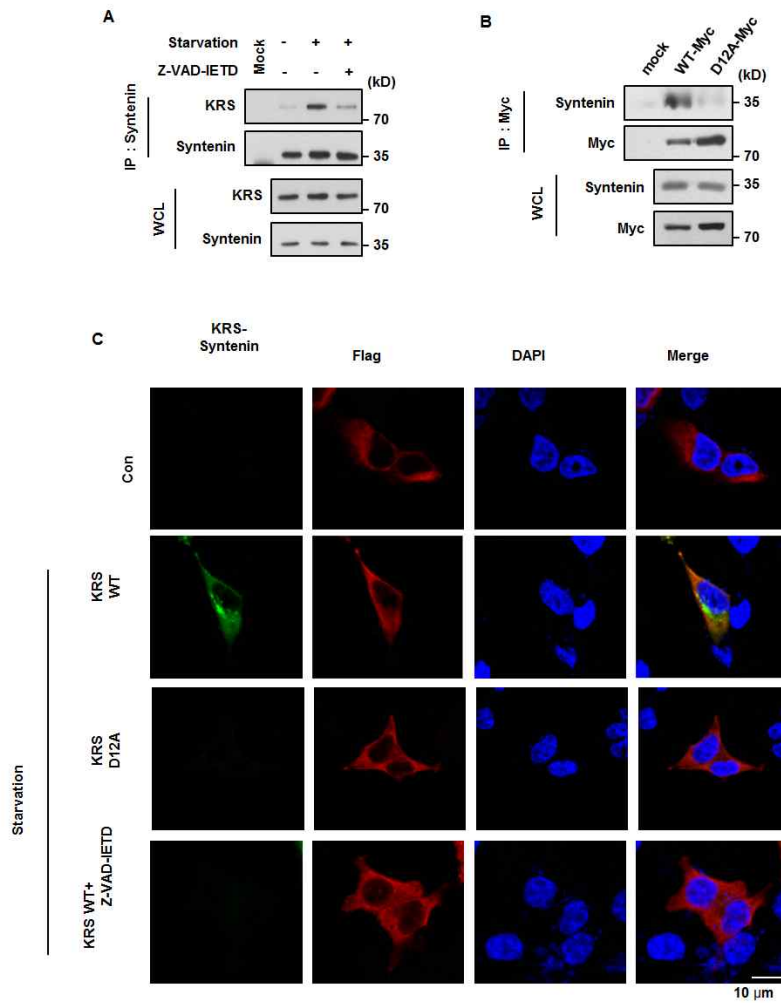 A
Starvation - + +
Z-VAD-IETD - - +
Mock
(kD)
IP : Syntenin
KRS
70
Syntenin
35
WCL
KRS
70
Syntenin
35
B
mock
WT-Myc
D12A-Myc
(kD)
IP : Myc
Syntenin
35
Myc
70
WCL
Syntenin
35
Myc
70
C
KRS-
Syntenin
Flag
DAPI
Merge
Con
Starvation
KRS
WT
KRS
D12A
KRS WT+
Z-VAD-IETD
10 μm